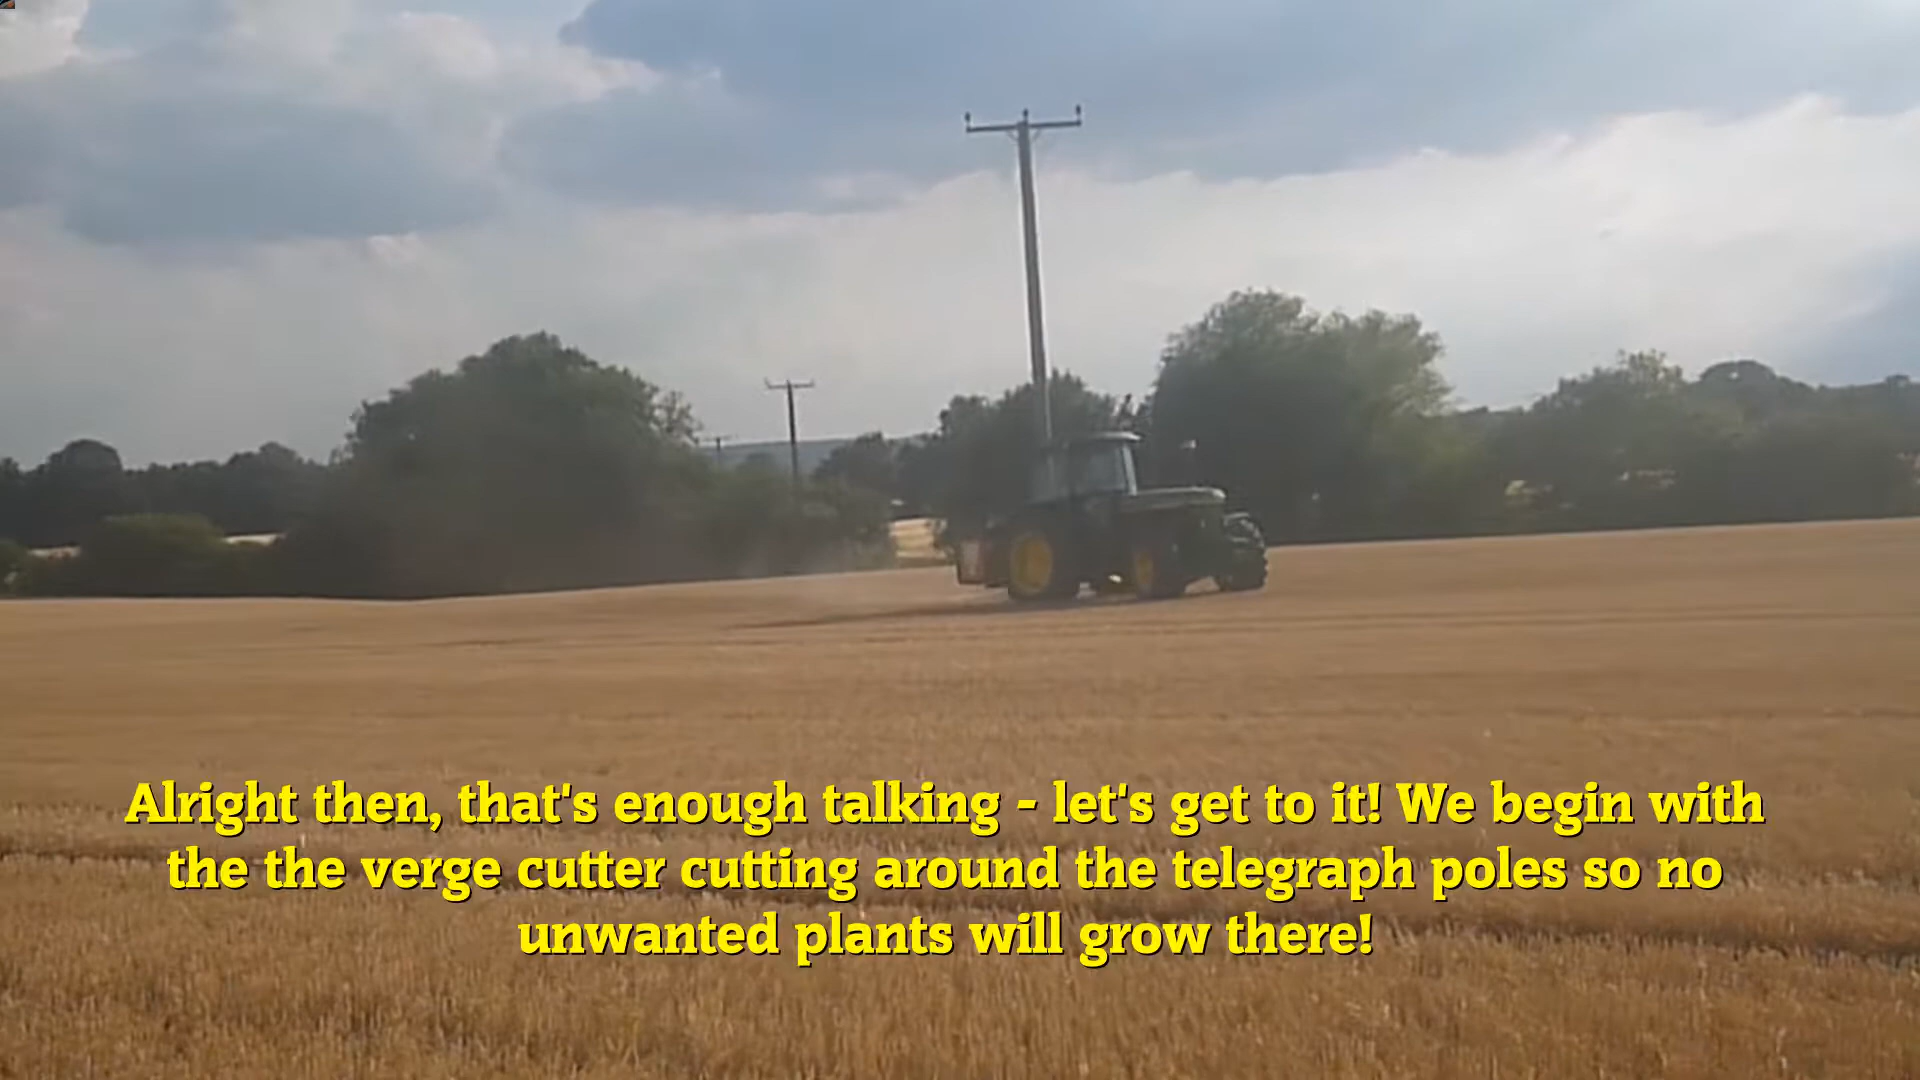 Alright then, that's enough talking - let's get to it! We begin with
the the verge cutter cutting around the telegraph poles so no
unwanted plants will grow there!